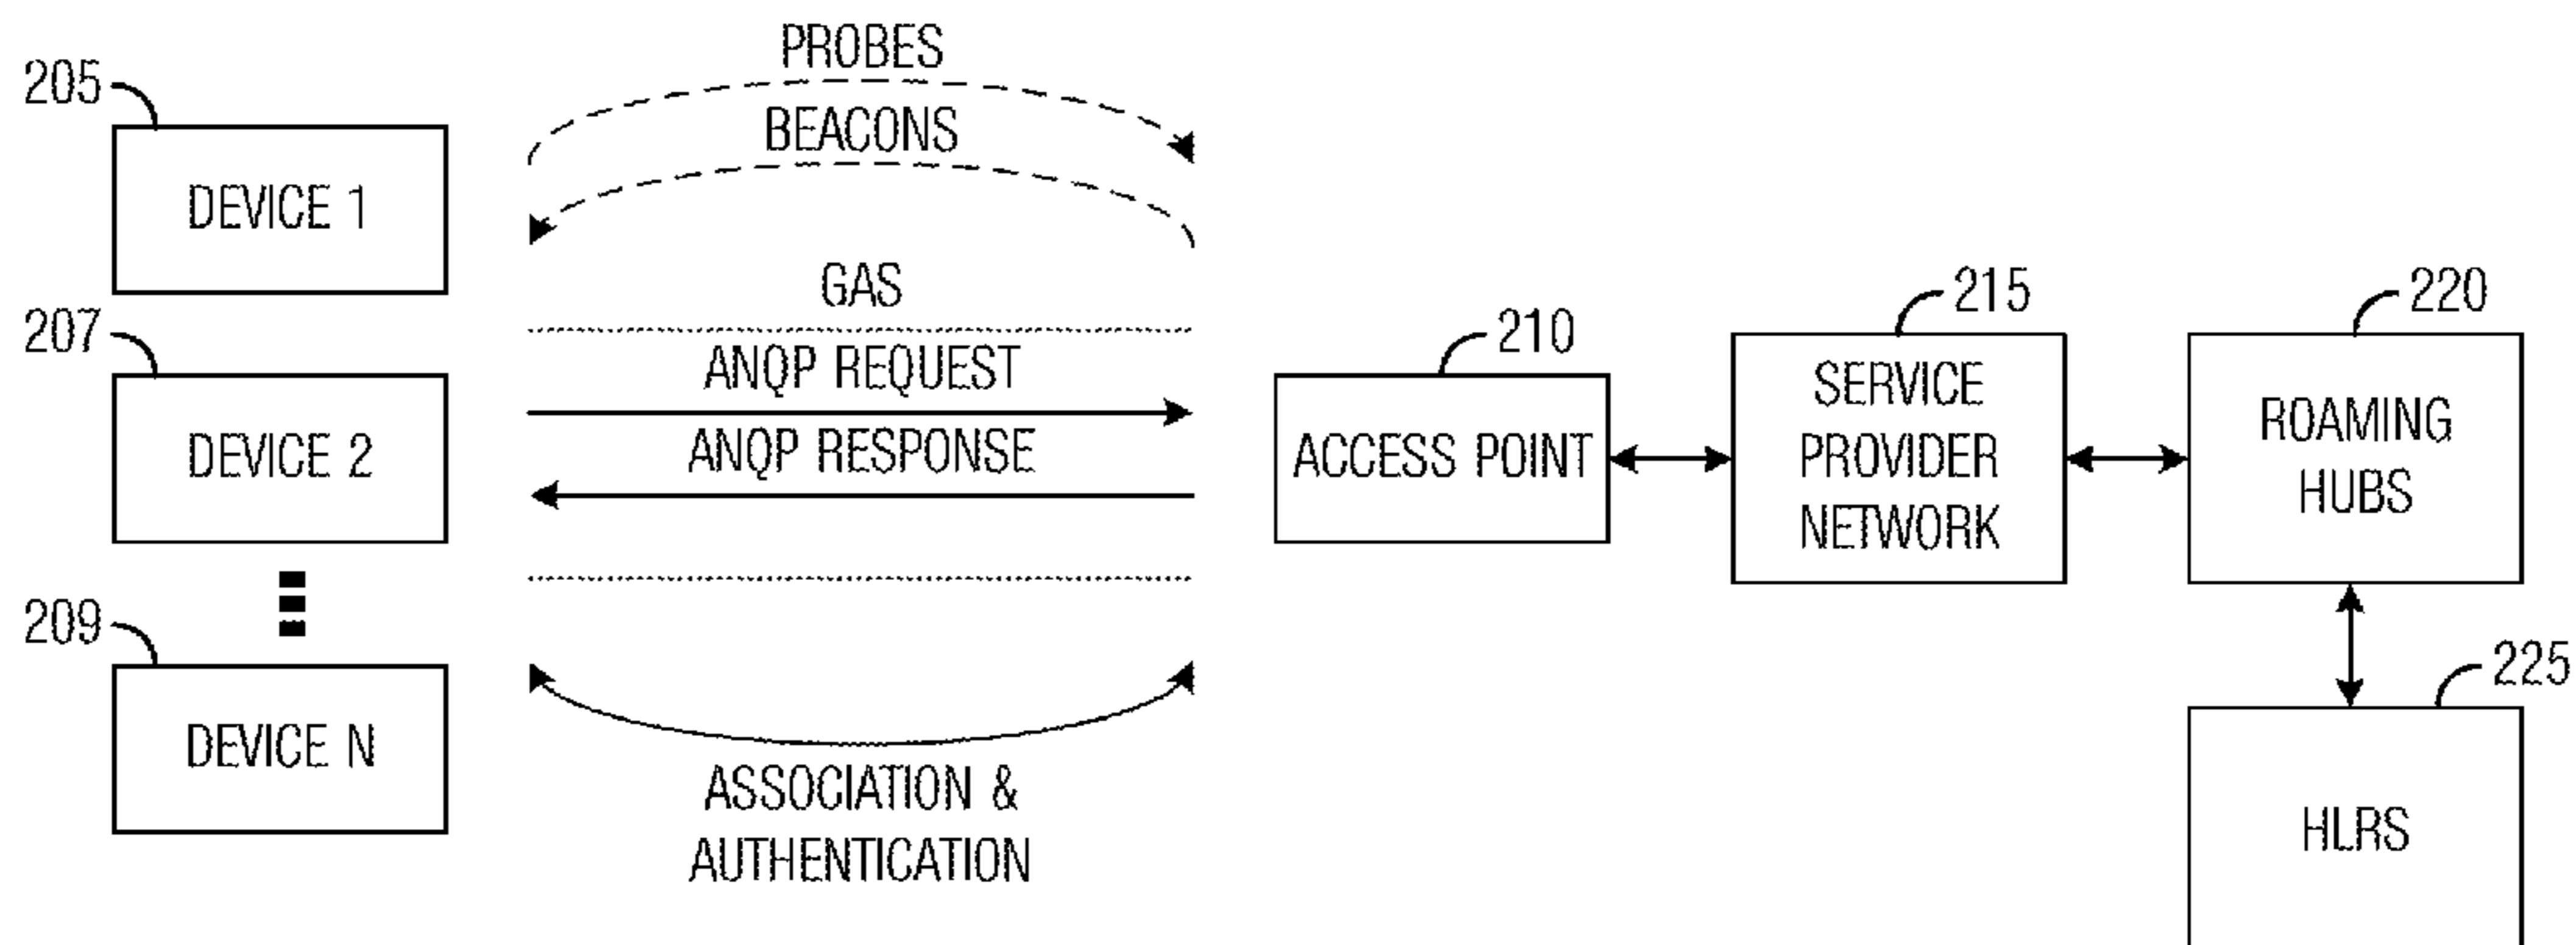 205
DEVICE 1
207
DEVICE 2
209
DEVICE N
PROBES
BEACONS
GAS
ANQP REQUEST
ANQP RESPONSE
ASSOCIATION &
AUTHENTICATION
210
ACCESS POINT
215
SERVICE
PROVIDER
NETWORK
220
ROAMING
HUBS
225
HLRS